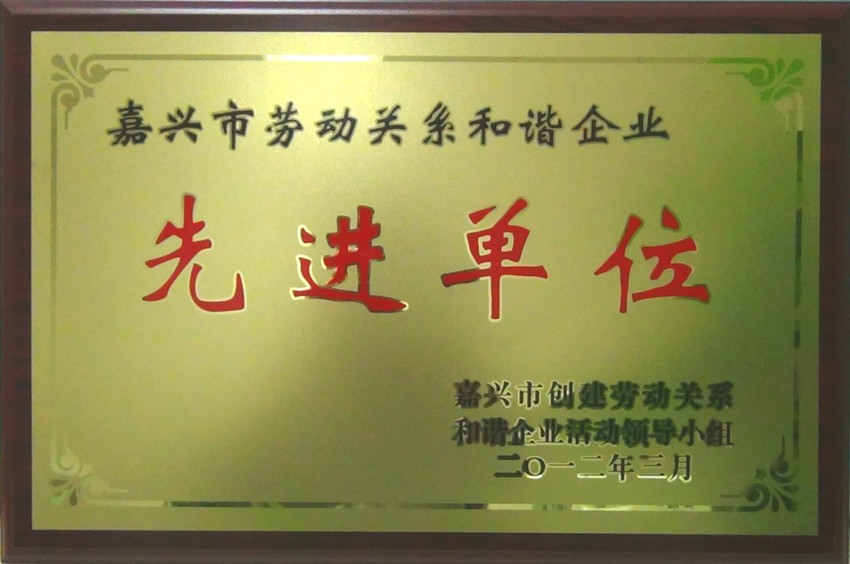 嘉兴市劳动关系和谐企业
先进单位
嘉兴市创建劳动关系
和谐企业活动领导小组
二〇一二年三月